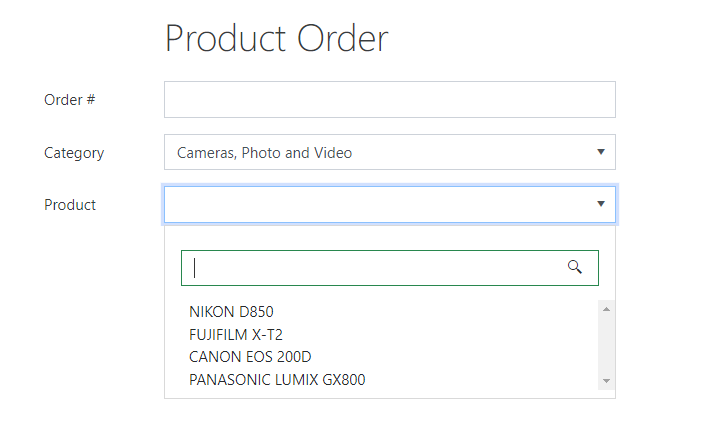 Product Order
Order #
Category
Cameras, Photo and Video
Product
NIKON D850
FUJIFILM X-T2
CANON EOS 200D
PANASONIC LUMIX GX800